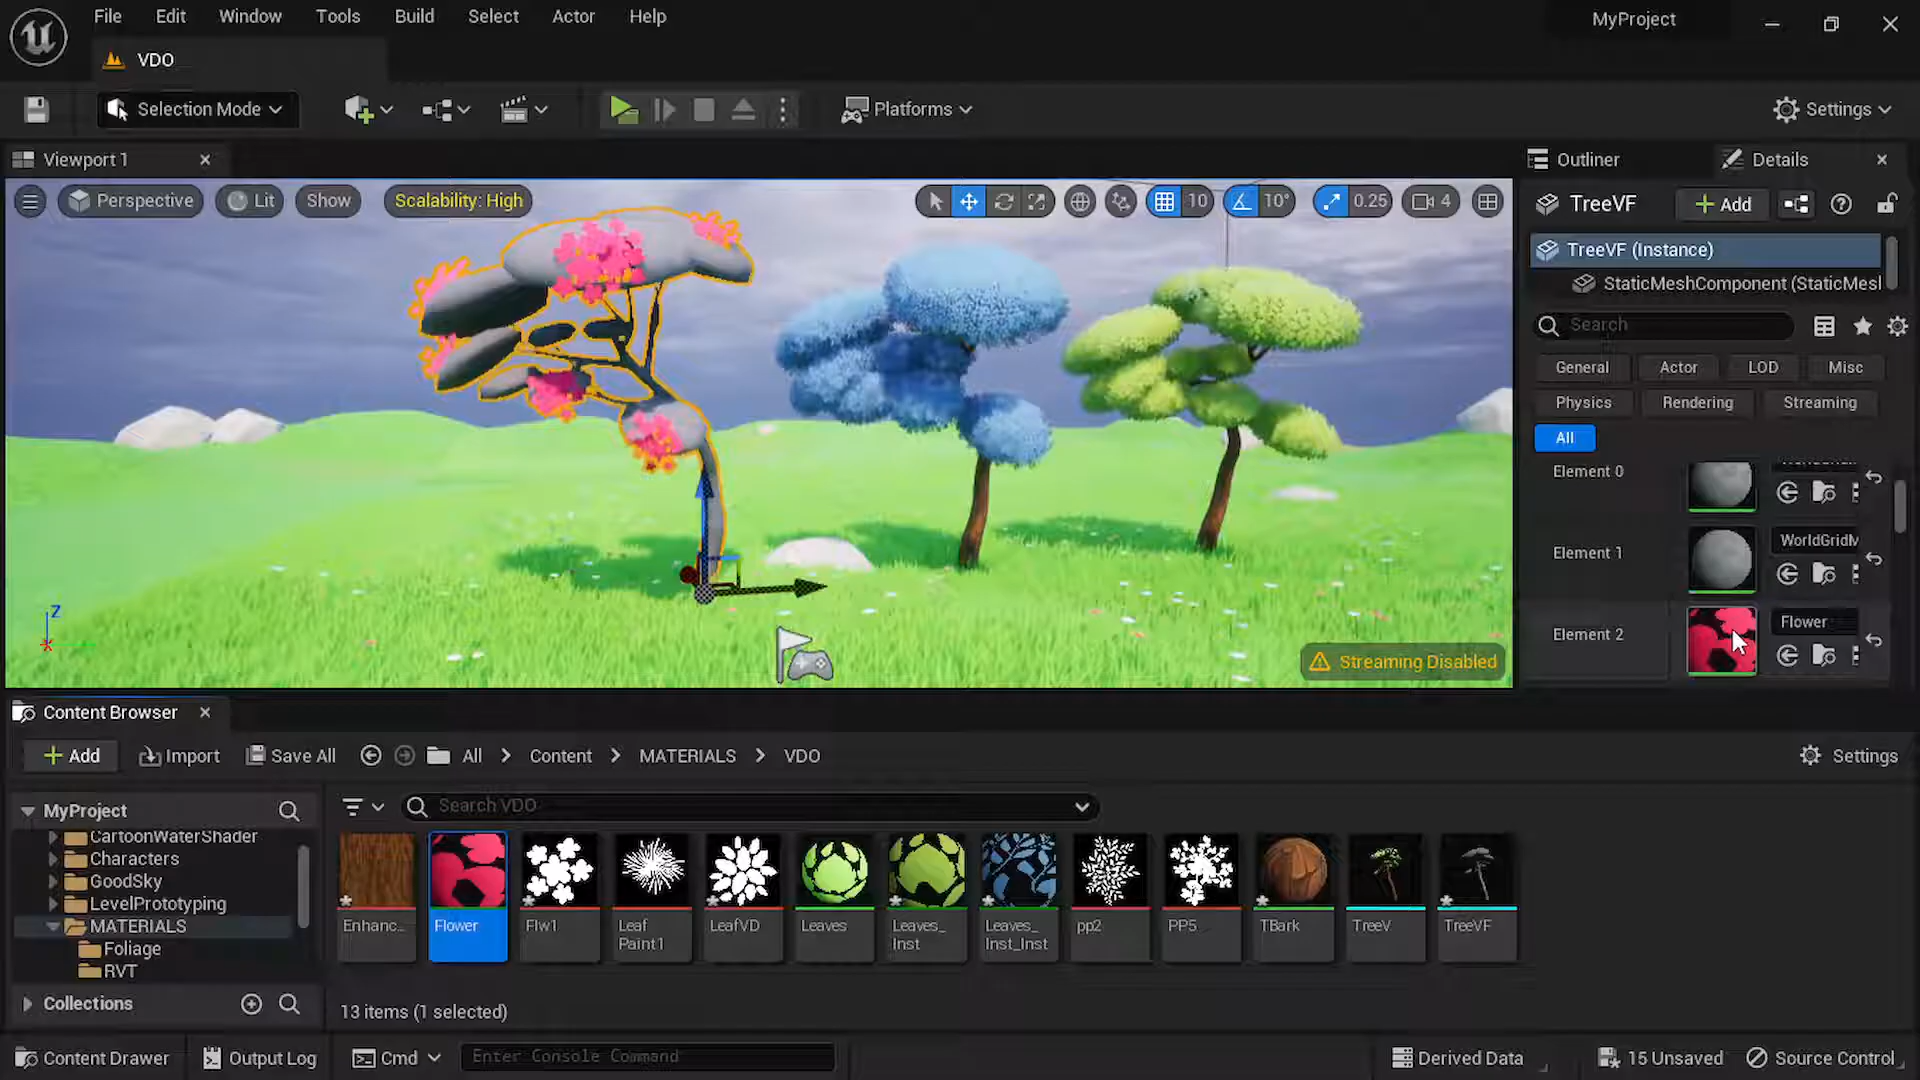 File Edit Window Tools Build Select Actor Help
MyProject
VDO
Selection Mode
Platforms
Settings
Viewport 1
Outliner
Details
Perspective Lit Show Scalability: High
10 10° 0.25 4
TreeVF
Add
TreeVF (Instance)
StaticMeshComponent (StaticMesl
Search
General Actor LOD Misc
Physics Rendering Streaming
All
Element 0
Element 1
WorldGridM
Element 2
Flower
Z
Streaming Disabled
Content Browser
Add Import Save All All Content MATERIALS VDO
Settings
MyProject
Search VDO
CartoonWaterShader
Characters
GoodSky
LevelPrototyping
MATERIALS
Foliage
RVT
Collections
Enhanc..
Flower
Flw1
Leaf
Paint1
LeafVD
Leaves
Leaves_
Inst
Leaves_
Inst_Inst
pp2
PP5
TBark
TreeV
TreeVF
13 items (1 selected)
Content Drawer Output Log Cmd Enter Console Command
Derived Data 15 Unsaved Source Control